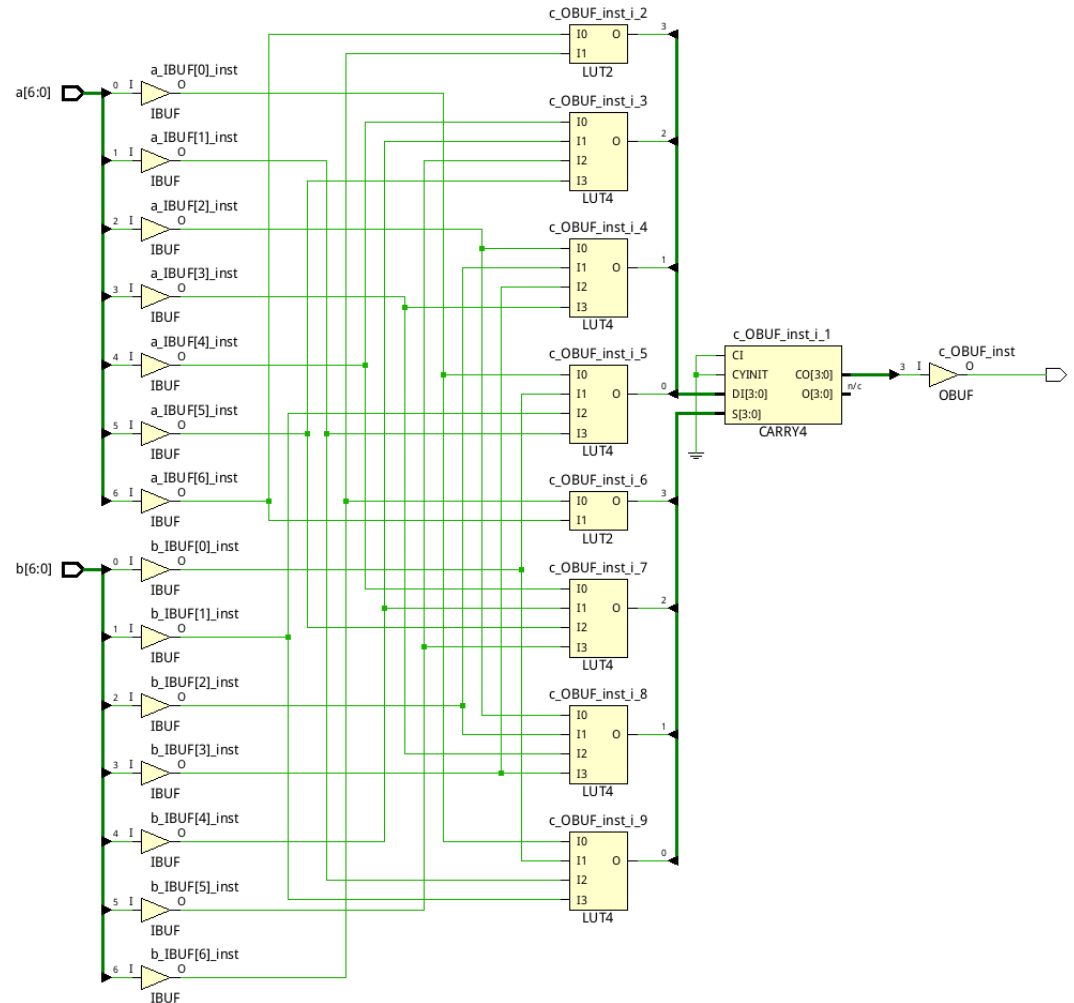 a[6:0]
0 I a_IBUF[0]_inst O
IBUF
1 I a_IBUF[1]_inst O
IBUF
2 I a_IBUF[2]_inst O
IBUF
3 I a_IBUF[3]_inst O
IBUF
4 I a_IBUF[4]_inst O
IBUF
5 I a_IBUF[5]_inst O
IBUF
6 I a_IBUF[6]_inst O
IBUF
b[6:0]
0 I b_IBUF[0]_inst O
IBUF
1 I b_IBUF[1]_inst O
IBUF
2 I b_IBUF[2]_inst O
IBUF
3 I b_IBUF[3]_inst O
IBUF
4 I b_IBUF[4]_inst O
IBUF
5 I b_IBUF[5]_inst O
IBUF
6 I b_IBUF[6]_inst O
IBUF
c_OBUF_inst_i_2
I0 O 3
I1
LUT2
c_OBUF_inst_i_3
I0
I1 O 2
I2
I3
LUT4
c_OBUF_inst_i_4
I0
I1 O 1
I2
I3
LUT4
c_OBUF_inst_i_5
I0
I1 O 0
I2
I3
LUT4
c_OBUF_inst_i_6
I0 O 3
I1
LUT2
c_OBUF_inst_i_7
I0
I1 O 2
I2
I3
LUT4
c_OBUF_inst_i_8
I0
I1 O 1
I2
I3
LUT4
c_OBUF_inst_i_9
I0
I1 O 0
I2
I3
LUT4
c_OBUF_inst_i_1
CI
CYINIT CO[3:0]
DI[3:0] O[3:0] n/c
S[3:0]
CARRY4
c_OBUF_inst
3 I O
OBUF